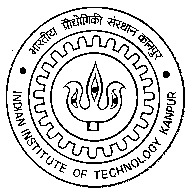 भारतीय प्रौद्योगिकी संस्थान कानपुर
INDIAN INSTITUTE OF TECHNOLOGY KANPUR